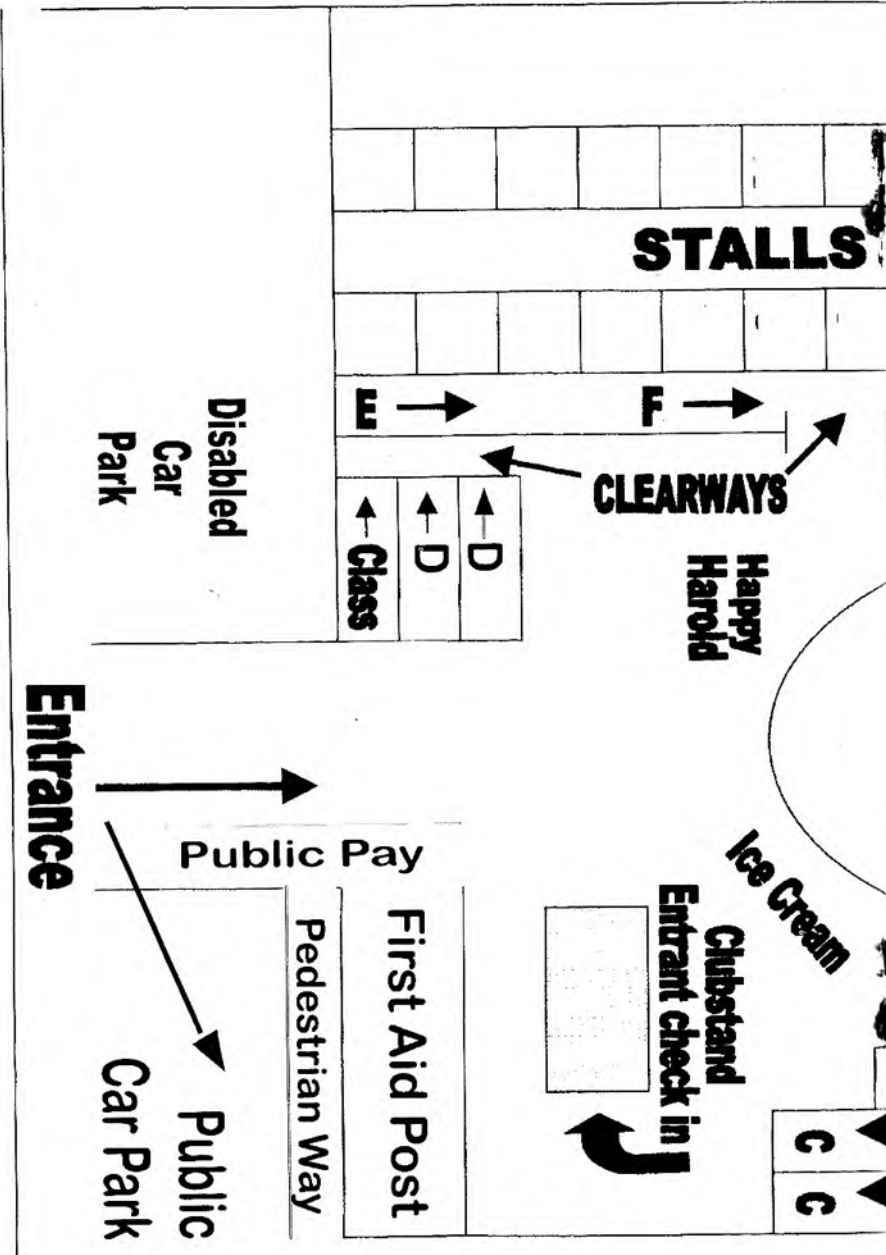 STALLS
E
F
CLEARWAYS
Class
D
D
Happy
Harold
Disabled
Car
Park
Entrance
Public Pay
Ice Cream
Clubstand
Entrant check in
First Aid Post
Pedestrian Way
Public
Car Park
C
C